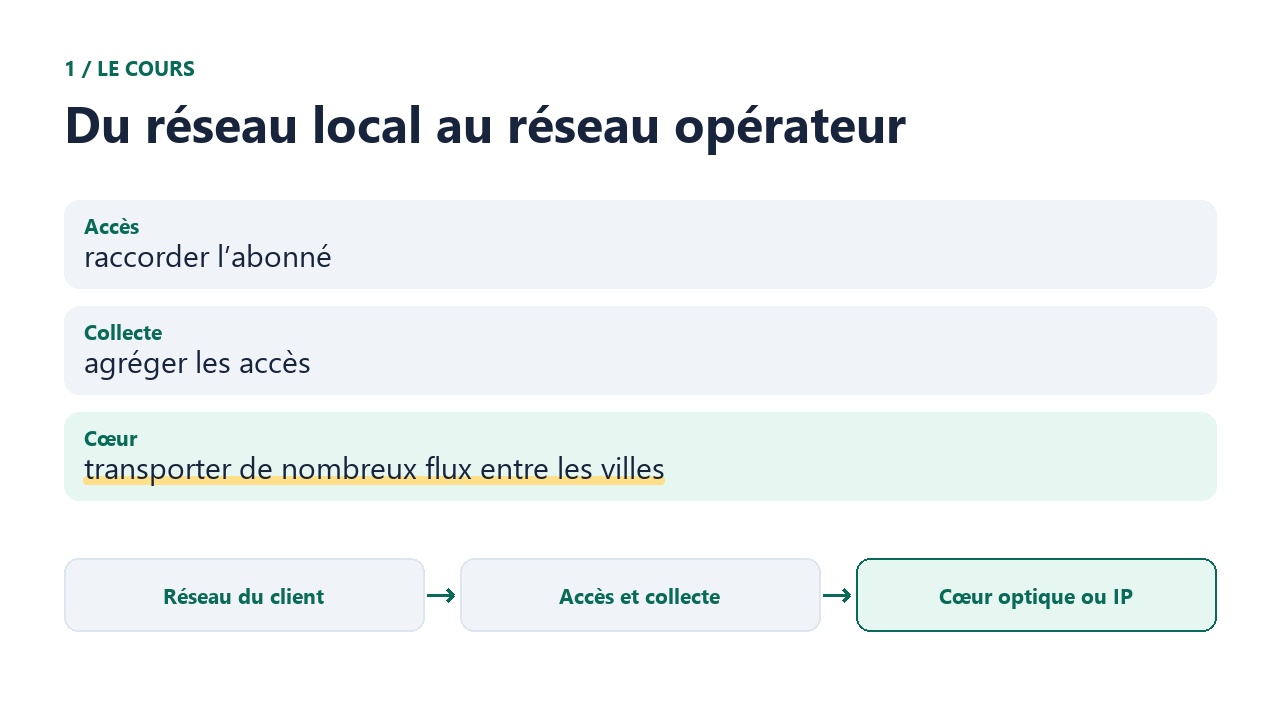 1 / LE COURS
Du réseau local au réseau opérateur
Accès
raccorder l’abonné
Collecte
agréger les accès
Cœur
transporter de nombreux flux entre les villes
Réseau du client
Accès et collecte
Cœur optique ou IP